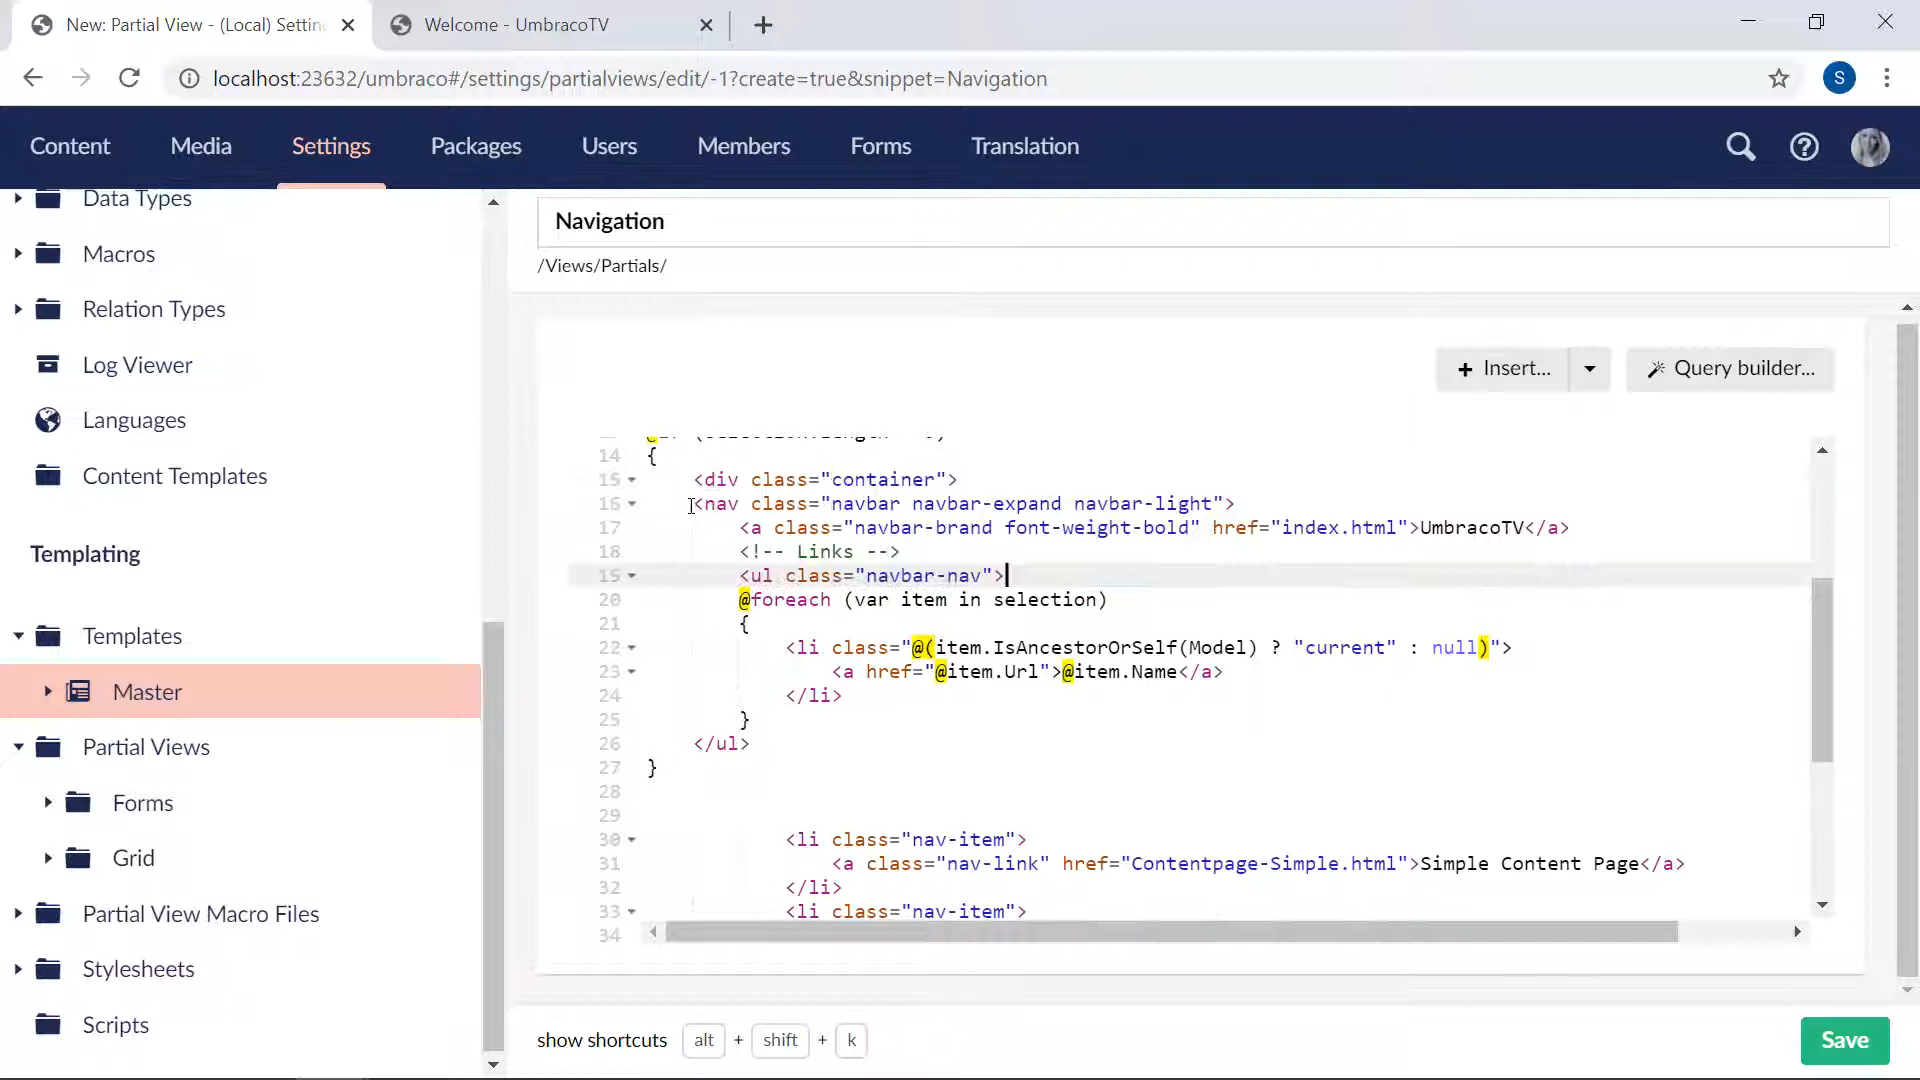 New: Partial View - (Local) Settin
Welcome - UmbracoTV
localhost:23632/umbraco#/settings/partialviews/edit/-1?create=true&snippet=Navigation
S
Content
Media
Settings
Packages
Users
Members
Forms
Translation
Data Types
Macros
Relation Types
Log Viewer
Languages
Content Templates
Templating
Templates
Master
Partial Views
Forms
Grid
Partial View Macro Files
Stylesheets
Scripts
Navigation
/Views/Partials/
+ Insert...
Query builder...
14 {
15 <div class="container">
16 <nav class="navbar navbar-expand navbar-light">
17 <a class="navbar-brand font-weight-bold" href="index.html">UmbracoTV</a>
18 <!-- Links -->
19 <ul class="navbar-nav">
20 @foreach (var item in selection)
21 {
22 <li class="@(item.IsAncestorOrSelf(Model) ? "current" : null)">
23 <a href="@item.Url">@item.Name</a>
24 </li>
25 }
26 </ul>
27 }
28
29
30 <li class="nav-item">
31 <a class="nav-link" href="Contentpage-Simple.html">Simple Content Page</a>
32 </li>
33 <li class="nav-item">
34
show shortcuts alt + shift + k
Save